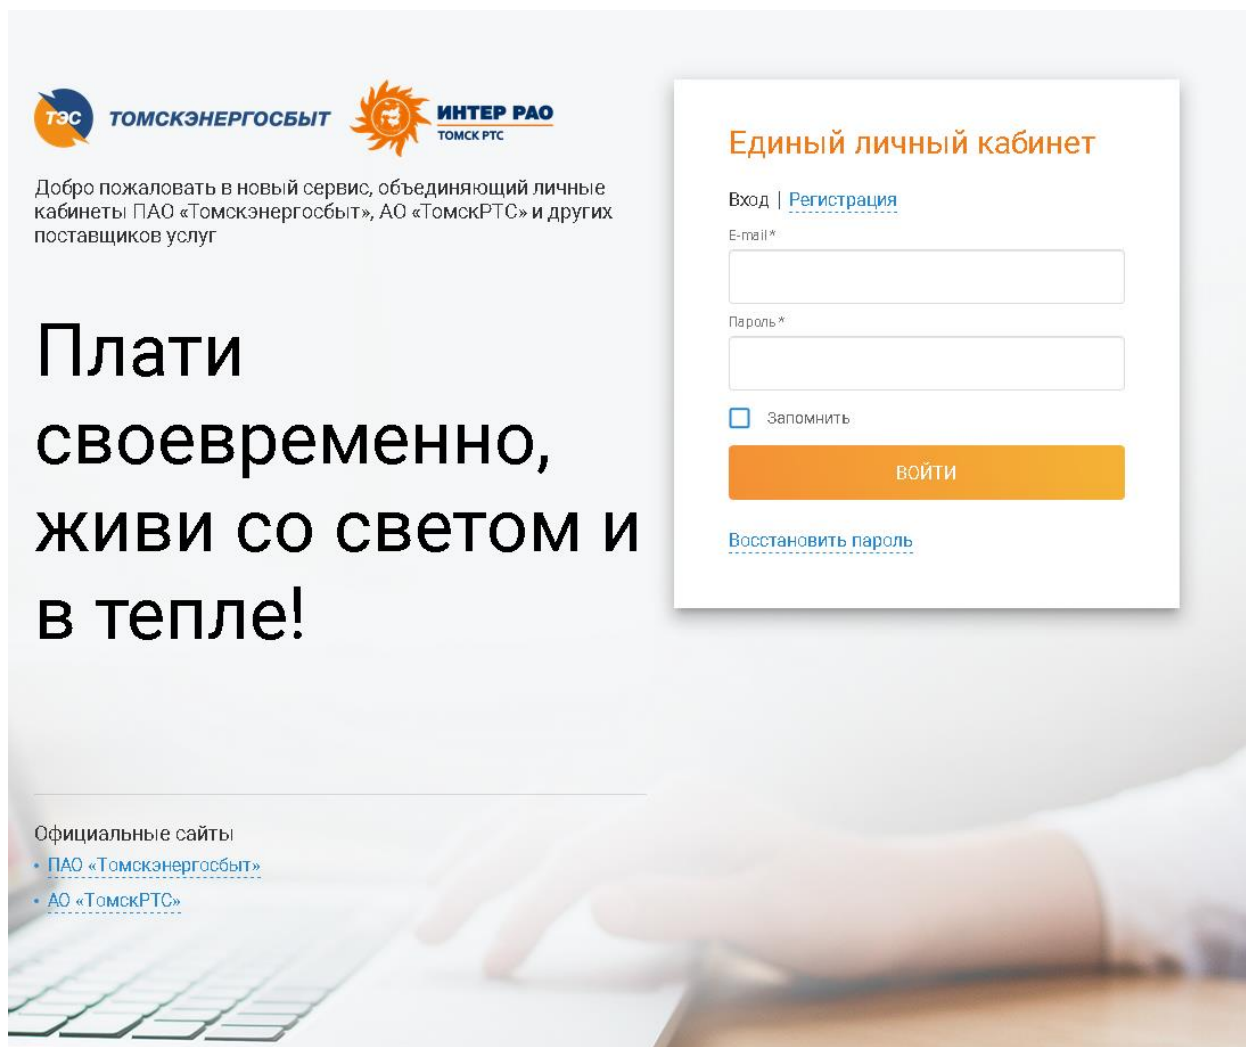 ТЭС ТОМСКЭНЕРГОСБЫТ ИНТЕР РАО
ТОМСК РТС
Добро пожаловать в новый сервис, объединяющий личные
кабинеты ПАО «Томскэнергосбыт», АО «ТомскРТС» и других
поставщиков услуг
Плати
своевременно,
живи со светом и
в тепле!
Официальные сайты
• ПАО «Томскэнергосбыт»
• АО «ТомскРТС»
Единый личный кабинет
Вход | Регистрация
E-mail*
Пароль*
Запомнить
ВОЙТИ
Восстановить пароль